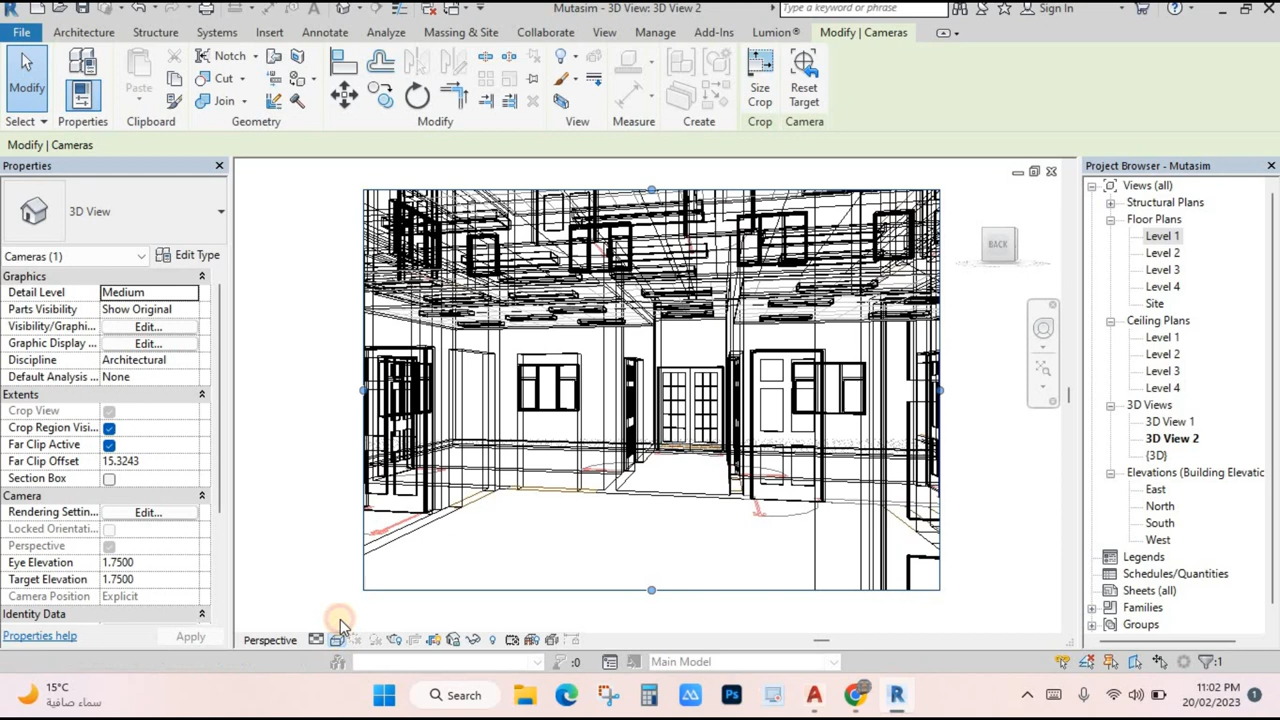 Mutasim - 3D View: 3D View 2
Type a keyword or phrase
Sign In
File
Architecture
Structure
Systems
Insert
Annotate
Analyze
Massing & Site
Collaborate
View
Manage
Add-Ins
Lumion®
Modify | Cameras
Modify
Select
Properties
Paste
Clipboard
Notch
Cut
Join
Geometry
Modify
View
Measure
Create
Size Crop
Crop
Reset Target
Camera
Modify | Cameras
Properties
3D View
Cameras (1)
Edit Type
Graphics
Detail Level Medium
Parts Visibility Show Original
Visibility/Graphi... Edit...
Graphic Display ... Edit...
Discipline Architectural
Default Analysis ... None
Extents
Crop View
Crop Region Visi...
Far Clip Active
Far Clip Offset 15.3243
Section Box
Camera
Rendering Settin... Edit...
Locked Orientati...
Perspective
Eye Elevation 1.7500
Target Elevation 1.7500
Camera Position Explicit
Identity Data
Properties help
Apply
BACK
Perspective
Project Browser - Mutasim
Views (all)
Structural Plans
Floor Plans
Level 1
Level 2
Level 3
Level 4
Site
Ceiling Plans
Level 1
Level 2
Level 3
Level 4
3D Views
3D View 1
3D View 2
{3D}
Elevations (Building Elevatic
East
North
South
West
Legends
Schedules/Quantities
Sheets (all)
Families
Groups
:0
Main Model
:1
15°C
سماء صافية
Search
Ps
11:02 PM
20/02/2023